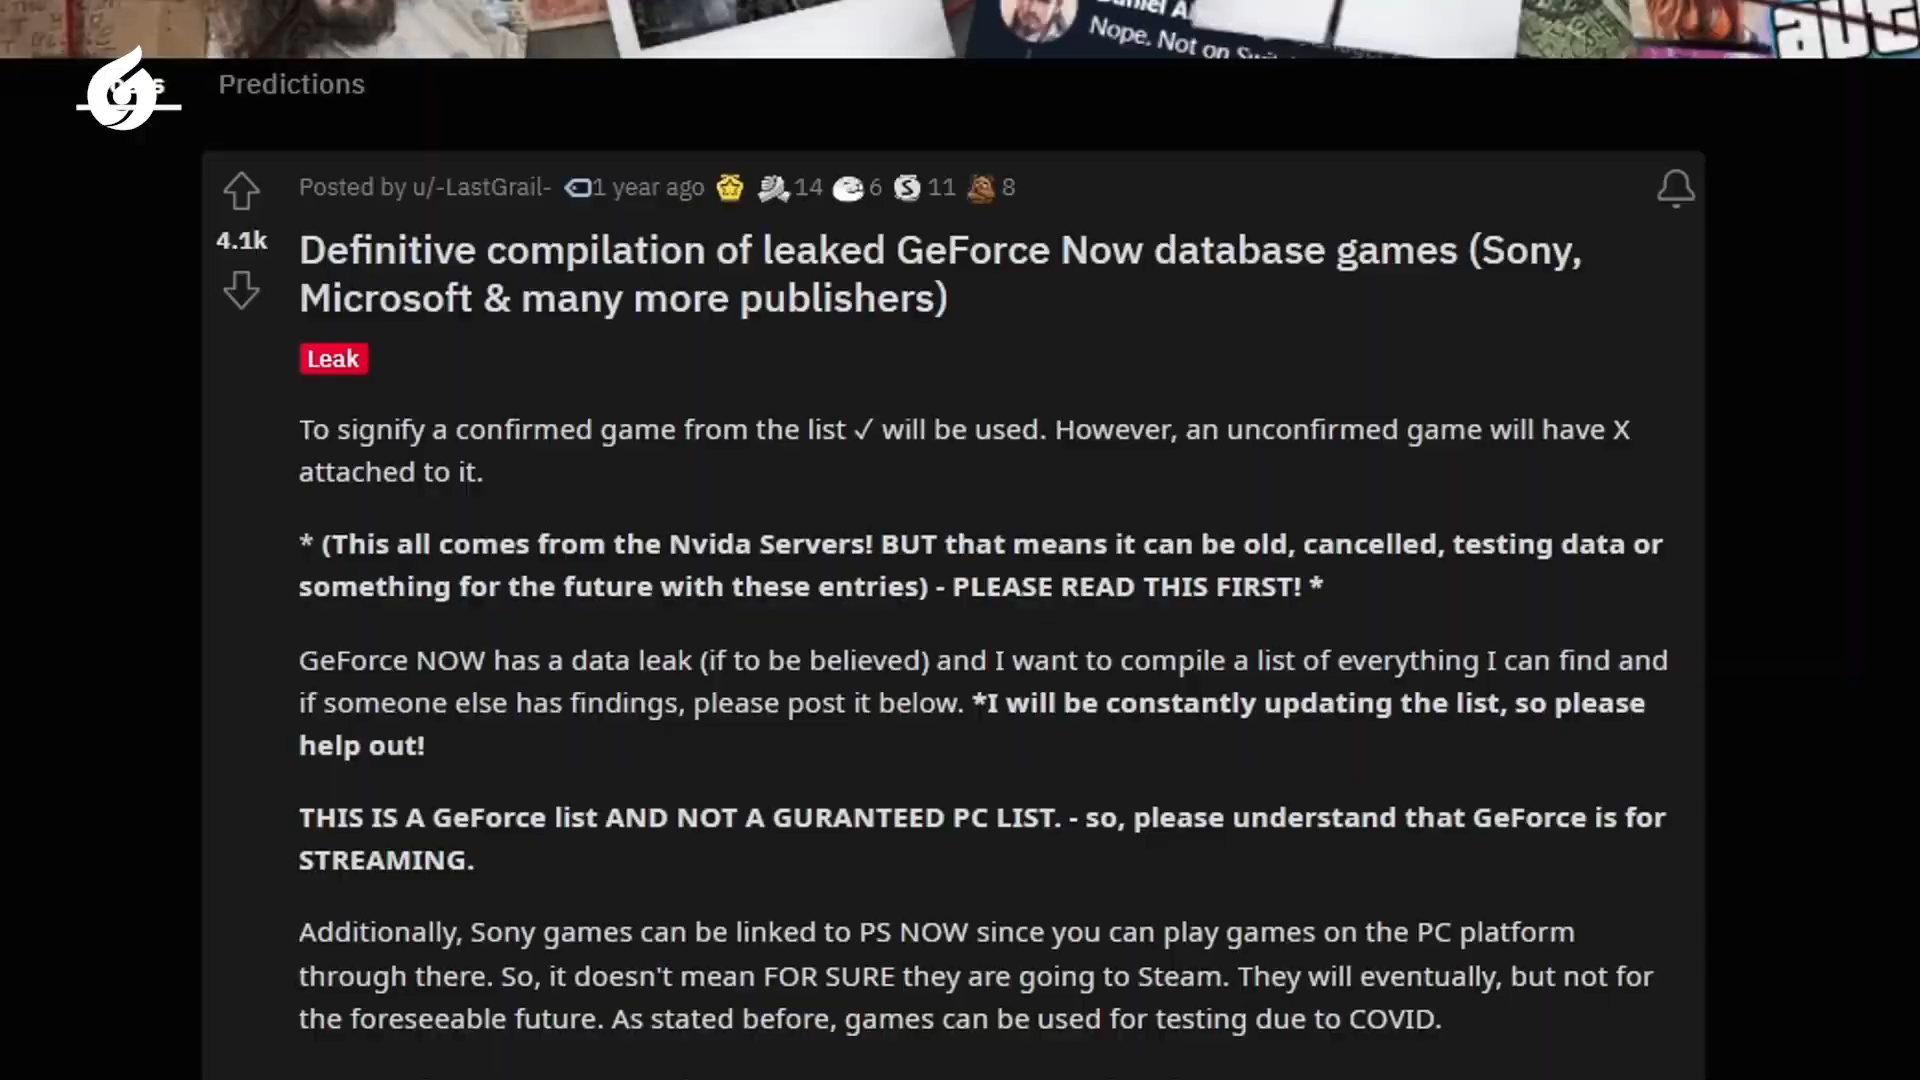 Nope. Not on
Predictions
Posted by u/-LastGrail- 1 year ago 14 6 11 8
4.1k
Definitive compilation of leaked GeForce Now database games (Sony,
Microsoft & many more publishers)
Leak
To signify a confirmed game from the list ✓ will be used. However, an unconfirmed game will have X
attached to it.
* (This all comes from the Nvida Servers! BUT that means it can be old, cancelled, testing data or
something for the future with these entries) - PLEASE READ THIS FIRST! *
GeForce NOW has a data leak (if to be believed) and I want to compile a list of everything I can find and
if someone else has findings, please post it below. *I will be constantly updating the list, so please
help out!
THIS IS A GeForce list AND NOT A GURANTEED PC LIST. - so, please understand that GeForce is for
STREAMING.
Additionally, Sony games can be linked to PS NOW since you can play games on the PC platform
through there. So, it doesn't mean FOR SURE they are going to Steam. They will eventually, but not for
the foreseeable future. As stated before, games can be used for testing due to COVID.